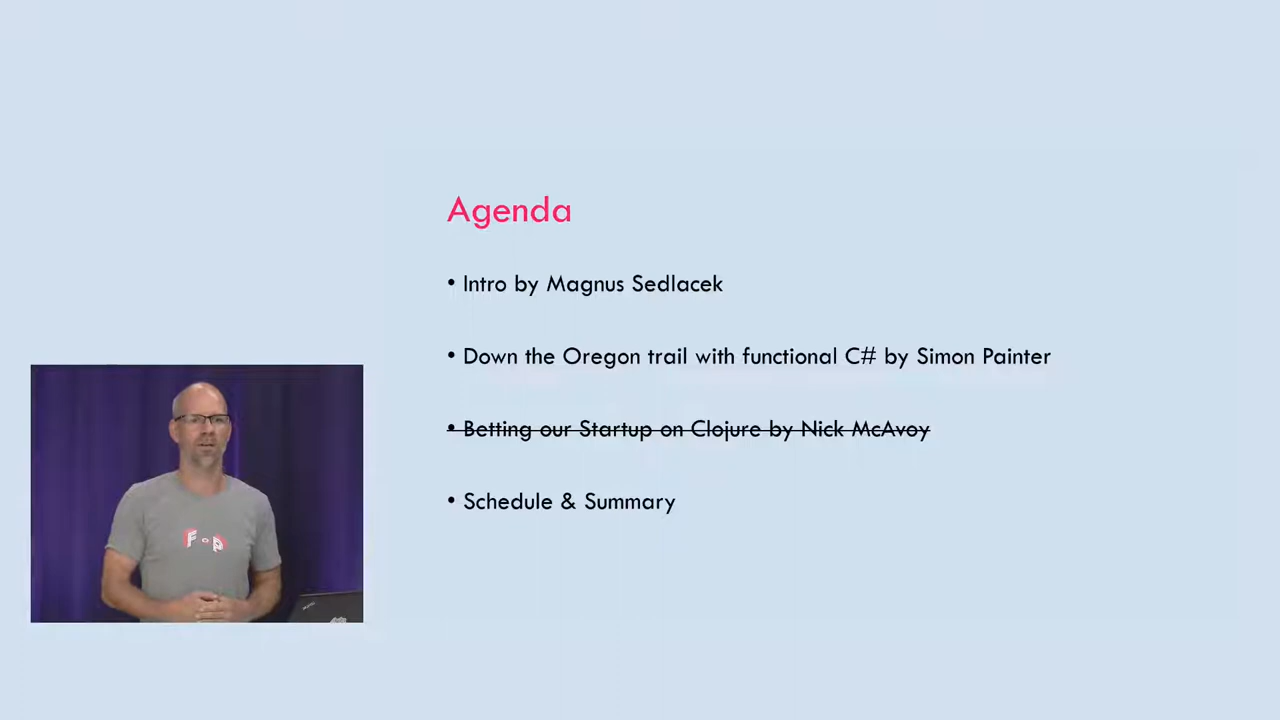 Agenda
• Intro by Magnus Sedlacek
• Down the Oregon trail with functional C# by Simon Painter
• Betting our Startup on Clojure by Nick McAvoy
• Schedule & Summary
F o P